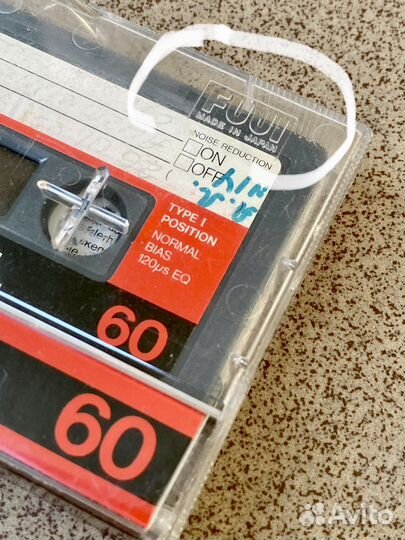 FUJI
MADE IN JAPAN
NOISE REDUCTION
ON
OFF
TYPE I
POSITION
NORMAL
BIAS
120μs EQ
60
60
Avito